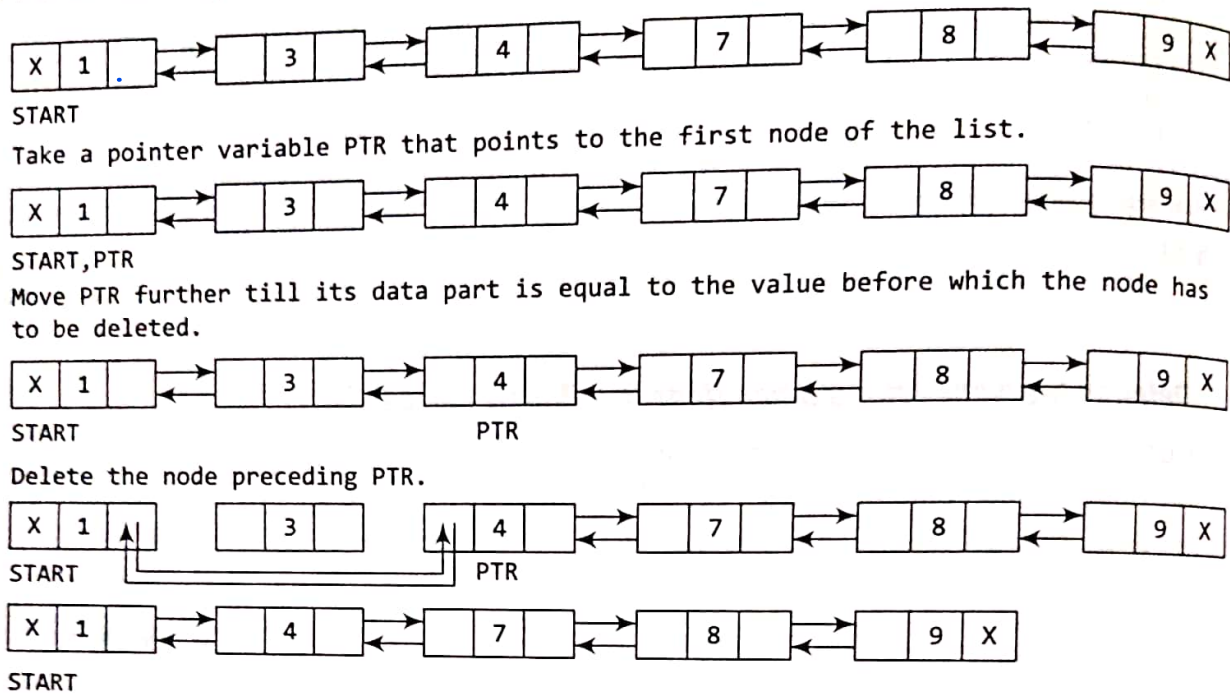 X 1 3 4 7 8 9 X
START
Take a pointer variable PTR that points to the first node of the list.
X 1 3 4 7 8 9 X
START,PTR
Move PTR further till its data part is equal to the value before which the node has
to be deleted.
X 1 3 4 7 8 9 X
START PTR
Delete the node preceding PTR.
X 1 3 4 7 8 9 X
START PTR
X 1 4 7 8 9 X
START